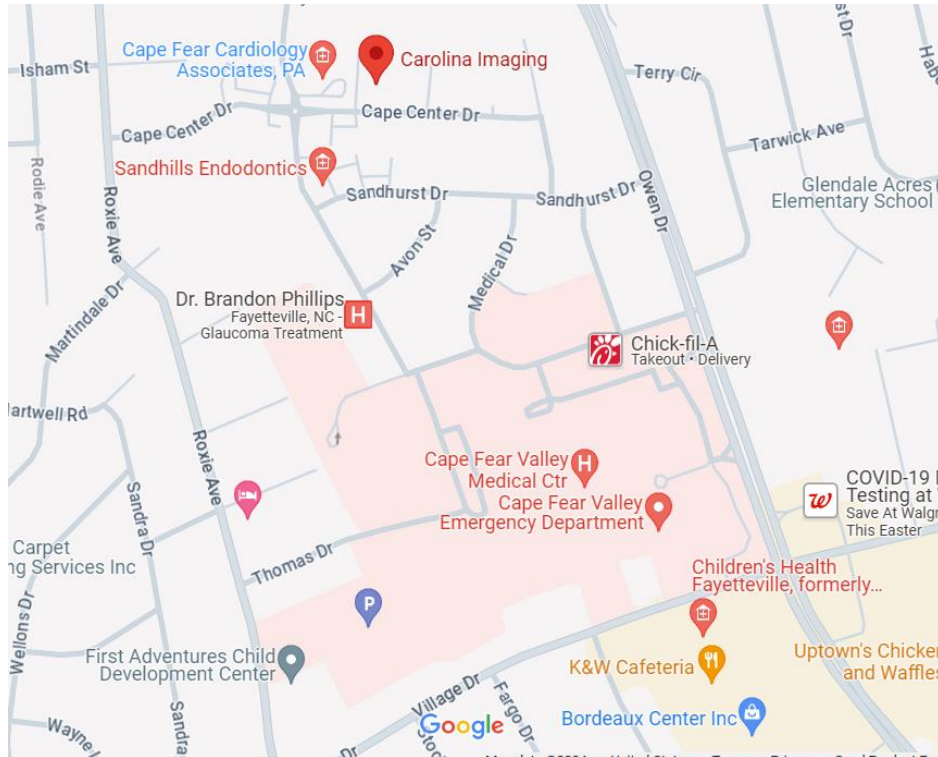 Cape Fear Cardiology
Associates, PA
Carolina Imaging
Isham St
Terry Cir
Cape Center Dr
Cape Center Dr
Tarwick Ave
Rodie Ave
Sandhills Endodontics
Roxie Ave
Sandhurst Dr
Sandhurst Dr
Owen Dr
Glendale Acres
Elementary School
Avon St
Medical Dr
Martindale Dr
Dr. Brandon Phillips
Fayetteville, NC -
Glaucoma Treatment
H
Chick-fil-A
Takeout • Delivery
artwell Rd
Roxie Ave
Cape Fear Valley
Medical Ctr
H
Cape Fear Valley
Emergency Department
Sandra Dr
COVID-19
Testing at
Save At Walgr
This Easter
W
Carpet
ng Services Inc
Thomas Dr
Children's Health
Fayetteville, formerly...
P
Wellons Dr
First Adventures Child
Development Center
K&W Cafeteria
Uptown's Chicken
and Waffles
Village Dr
Fargo Dr
Sandra
Bordeaux Center Inc
Wayne
Google
Dr